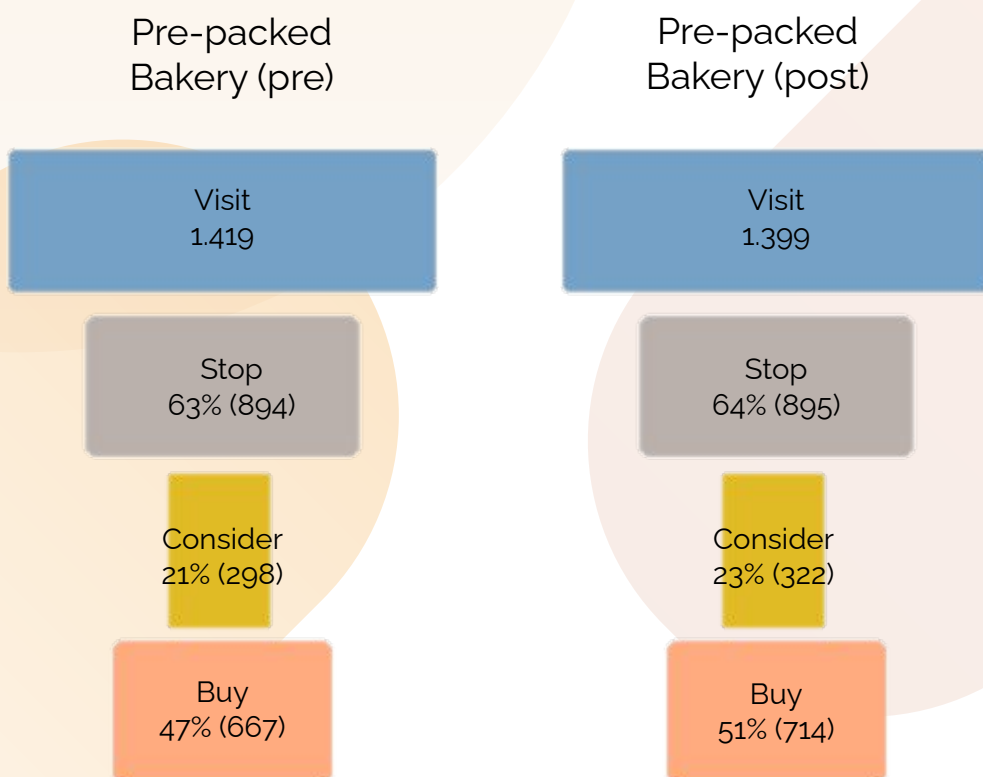 Pre-packed
Bakery (pre)
Visit
1.419
Stop
63% (894)
Consider
21% (298)
Buy
47% (667)
Pre-packed
Bakery (post)
Visit
1.399
Stop
64% (895)
Consider
23% (322)
Buy
51% (714)